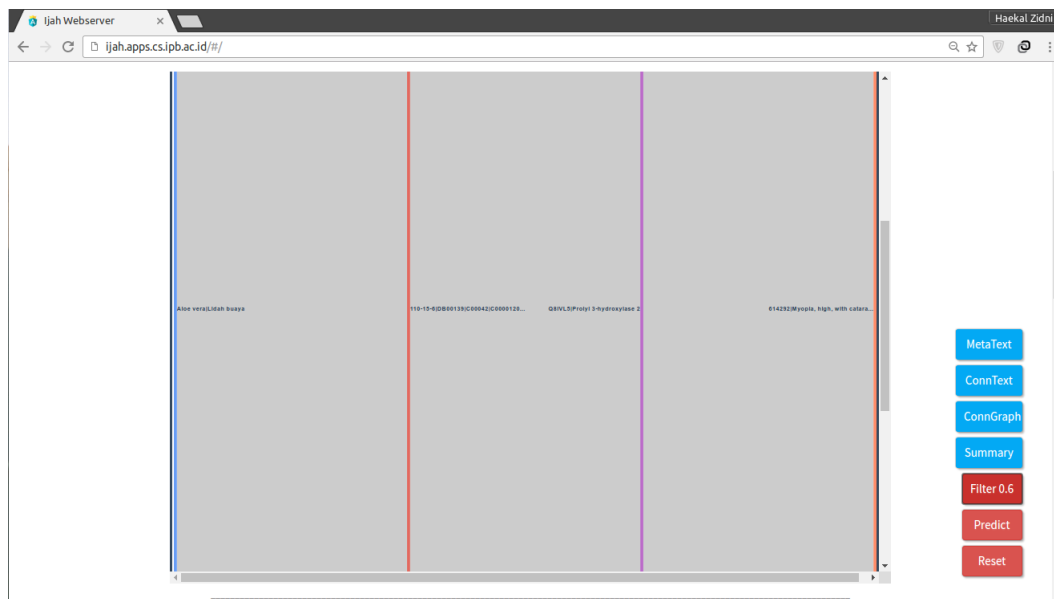 Ijah Webserver
Haekal Zidni
ijah.apps.cs.ipb.ac.id/#/
Aloe vera|Lidah buaya
110-15-6|DB00139|C00042|C0000120...
Q8IVL5|Prolyl 3-hydroxylase 2
614292|Myopia, high, with catara...
MetaText
ConnText
ConnGraph
Summary
Filter 0.6
Predict
Reset